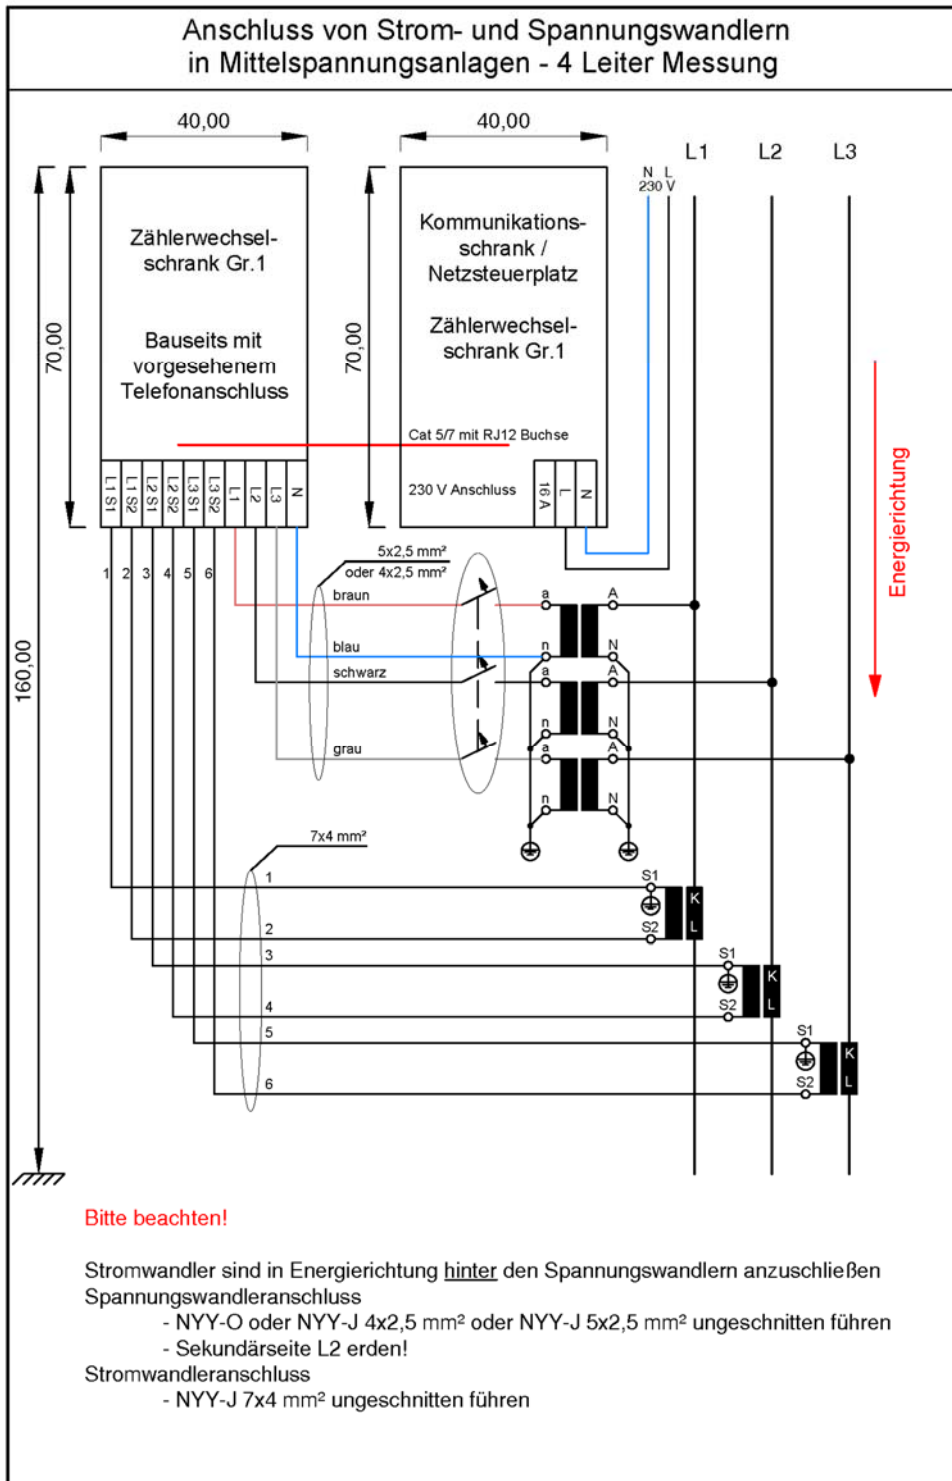 Anschluss von Strom- und Spannungswandlern
in Mittelspannungsanlagen - 4 Leiter Messung
40,00
40,00
L1
L2
L3
N L
230 V
Zählerwechsel-
schrank Gr.1
Bauseits mit
vorgesehenem
Telefonanschluss
Kommunikations-
schrank /
Netzsteuerplatz
Zählerwechsel-
schrank Gr.1
70,00
70,00
160,00
Cat 5/7 mit RJ12 Buchse
230 V Anschluss
16 A
L
N
L1 S1
L1 S2
L2 S1
L2 S2
L3 S1
L3 S2
L1
L2
L3
N
Energierichtung
1 2 3 4 5 6
5x2,5 mm²
oder 4x2,5 mm²
braun
a A
blau
n N
schwarz
a A
n N
grau
a A
n N
7x4 mm²
1
S1
K
2
S2
L
3
S1
K
4
S2
L
5
S1
K
6
S2
L
Bitte beachten!
Stromwandler sind in Energierichtung hinter den Spannungswandlern anzuschließen
Spannungswandleranschluss
- NYY-O oder NYY-J 4x2,5 mm² oder NYY-J 5x2,5 mm² ungeschnitten führen
- Sekundärseite L2 erden!
Stromwandleranschluss
- NYY-J 7x4 mm² ungeschnitten führen